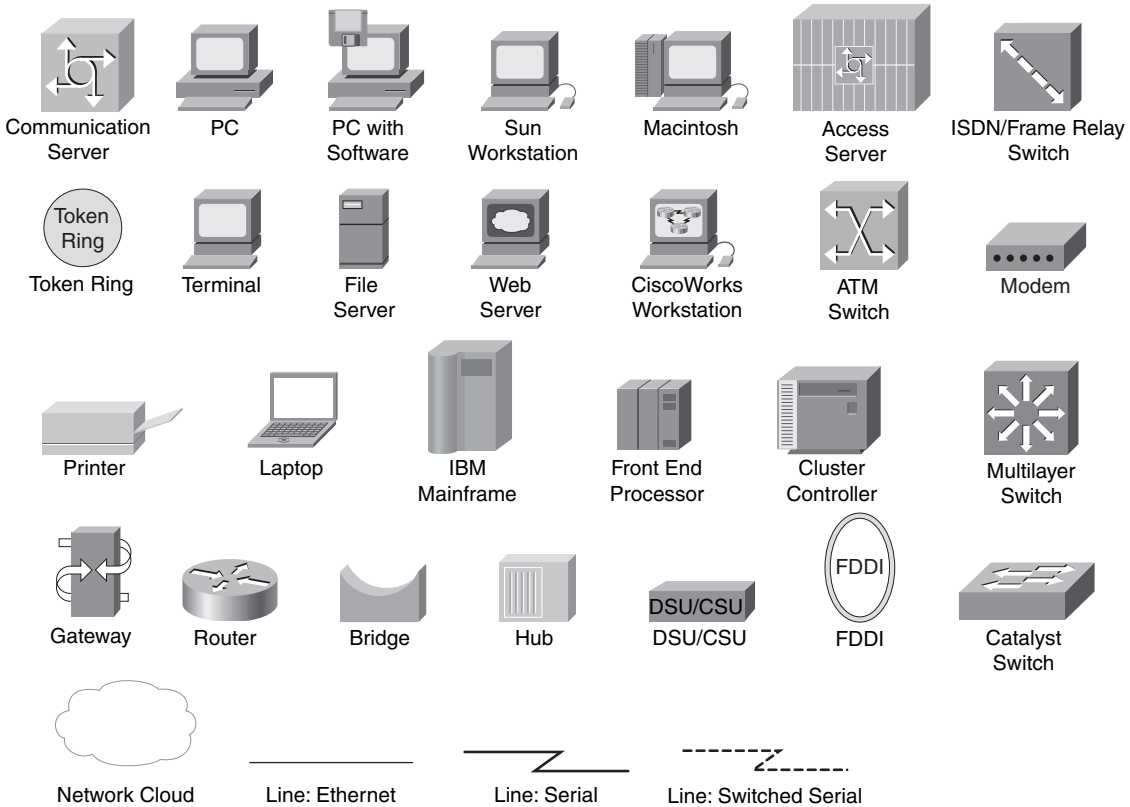 Communication
Server
PC
PC with
Software
Sun
Workstation
Macintosh
Access
Server
ISDN/Frame Relay
Switch
Token
Ring
Token Ring
Terminal
File
Server
Web
Server
CiscoWorks
Workstation
ATM
Switch
Modem
Printer
Laptop
IBM
Mainframe
Front End
Processor
Cluster
Controller
Multilayer
Switch
Gateway
Router
Bridge
Hub
DSU/CSU
DSU/CSU
FDDI
FDDI
Catalyst
Switch
Network Cloud
Line: Ethernet
Line: Serial
Line: Switched Serial